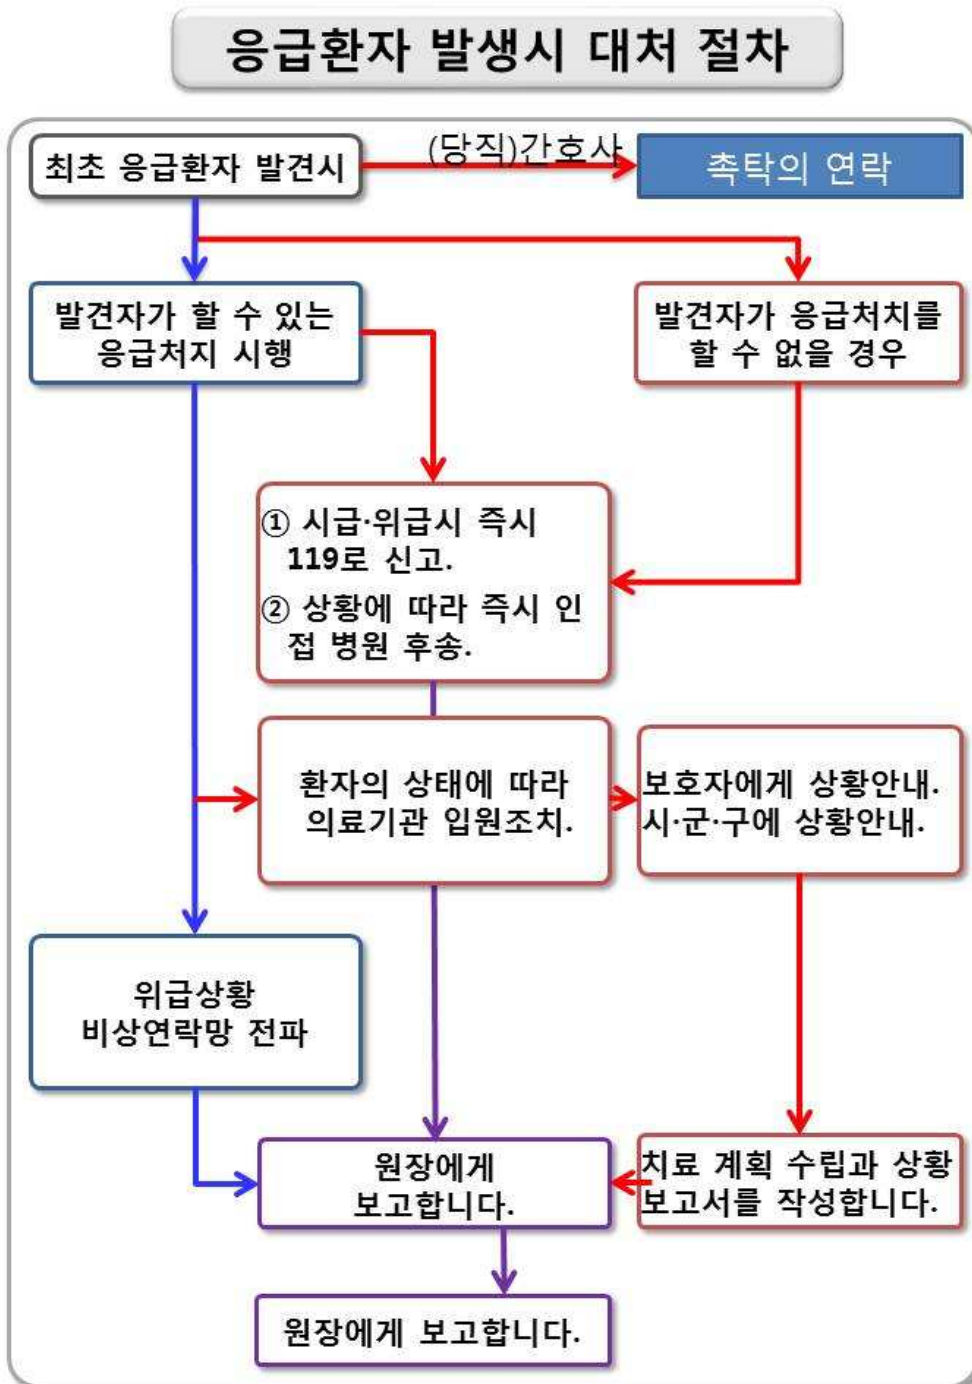 응급환자 발생시 대처 절차
최초 응급환자 발견시
(당직)간호사
촉탁의 연락
발견자가 할 수 있는
응급처지 시행
발견자가 응급처치를
할 수 없을 경우
① 시급·위급시 즉시
119로 신고.
② 상황에 따라 즉시 인
접 병원 후송.
환자의 상태에 따라
의료기관 입원조치.
보호자에게 상황안내.
시·군·구에 상황안내.
위급상황
비상연락망 전파
원장에게
보고합니다.
치료 계획 수립과 상황
보고서를 작성합니다.
원장에게 보고합니다.